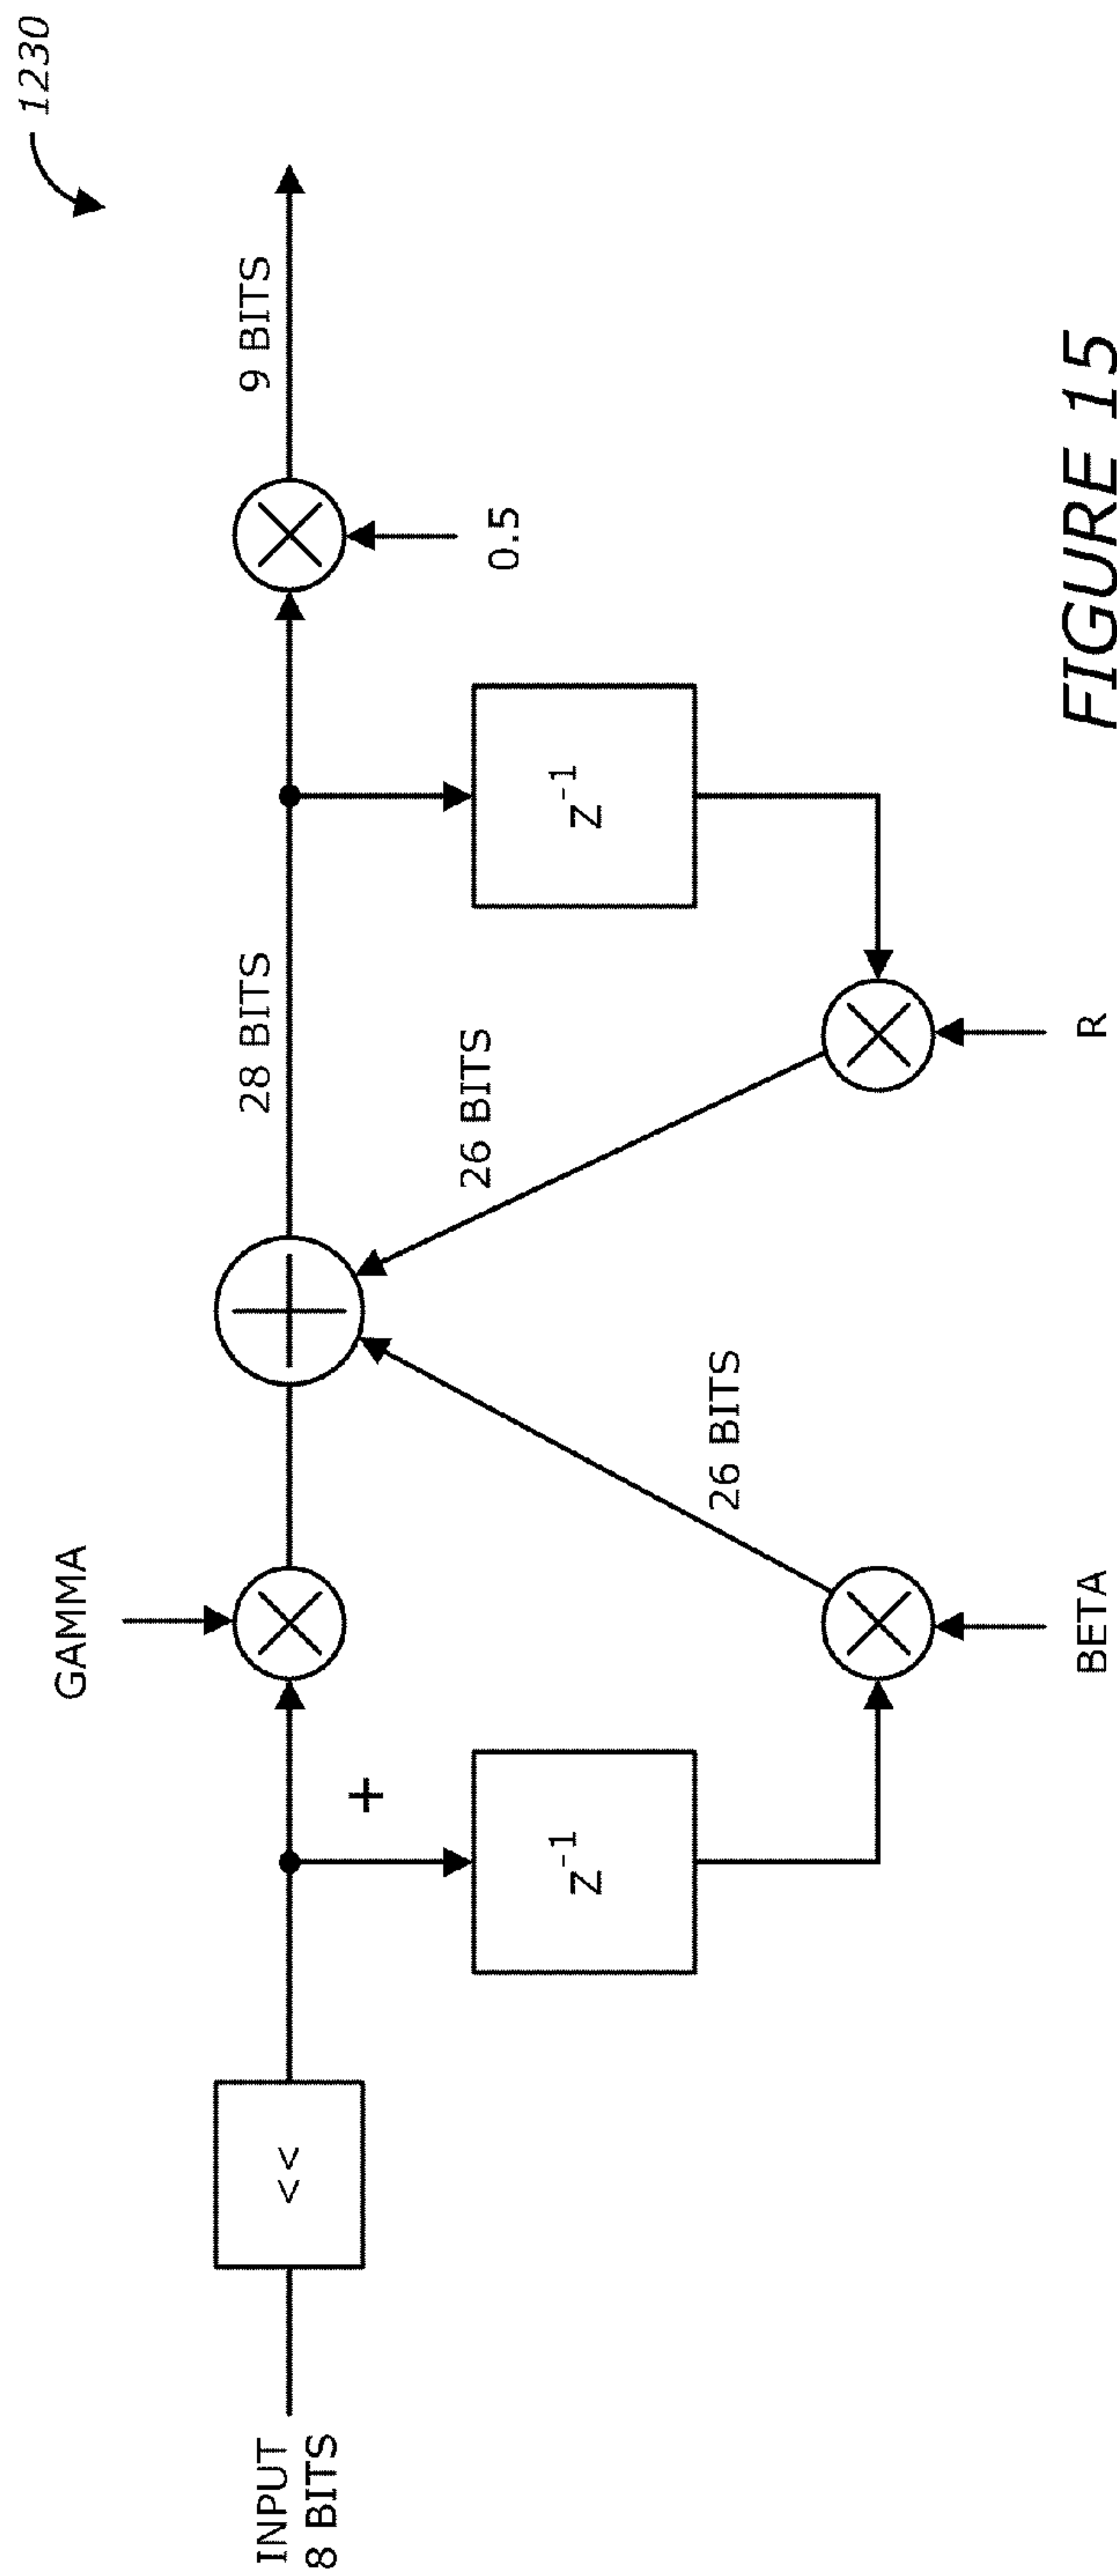 1230
INPUT
8 BITS
<<
+
Z-1
GAMMA
BETA
26 BITS
28 BITS
26 BITS
Z-1
R
0.5
9 BITS
FIGURE 15